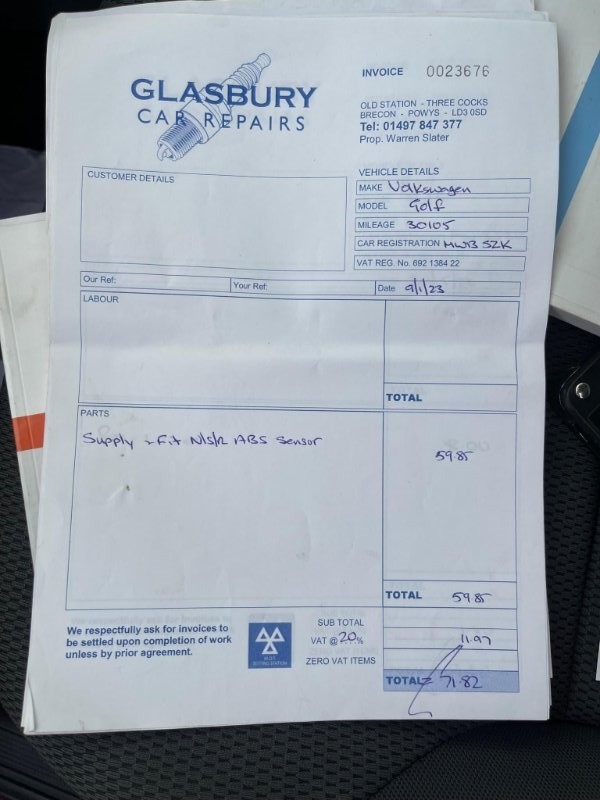 GLASBURY
CAR REPAIRS
INVOICE 0023676
OLD STATION - THREE COCKS
BRECON - POWYS - LD3 0SD
Tel: 01497 847 377
Prop. Warren Slater
CUSTOMER DETAILS
VEHICLE DETAILS
MAKE Volkswagen
MODEL Golf
MILEAGE 30105
CAR REGISTRATION MW13 SZK
VAT REG. No. 692 1384 22
Our Ref: Your Ref: Date 9/1/23
LABOUR
TOTAL
PARTS
Supply + Fit N/S/R ABS Sensor 59.85
TOTAL 59.85
We respectfully ask for invoices to
be settled upon completion of work
unless by prior agreement.
SUB TOTAL
VAT @ 20% 11.97
ZERO VAT ITEMS
TOTAL 71.82